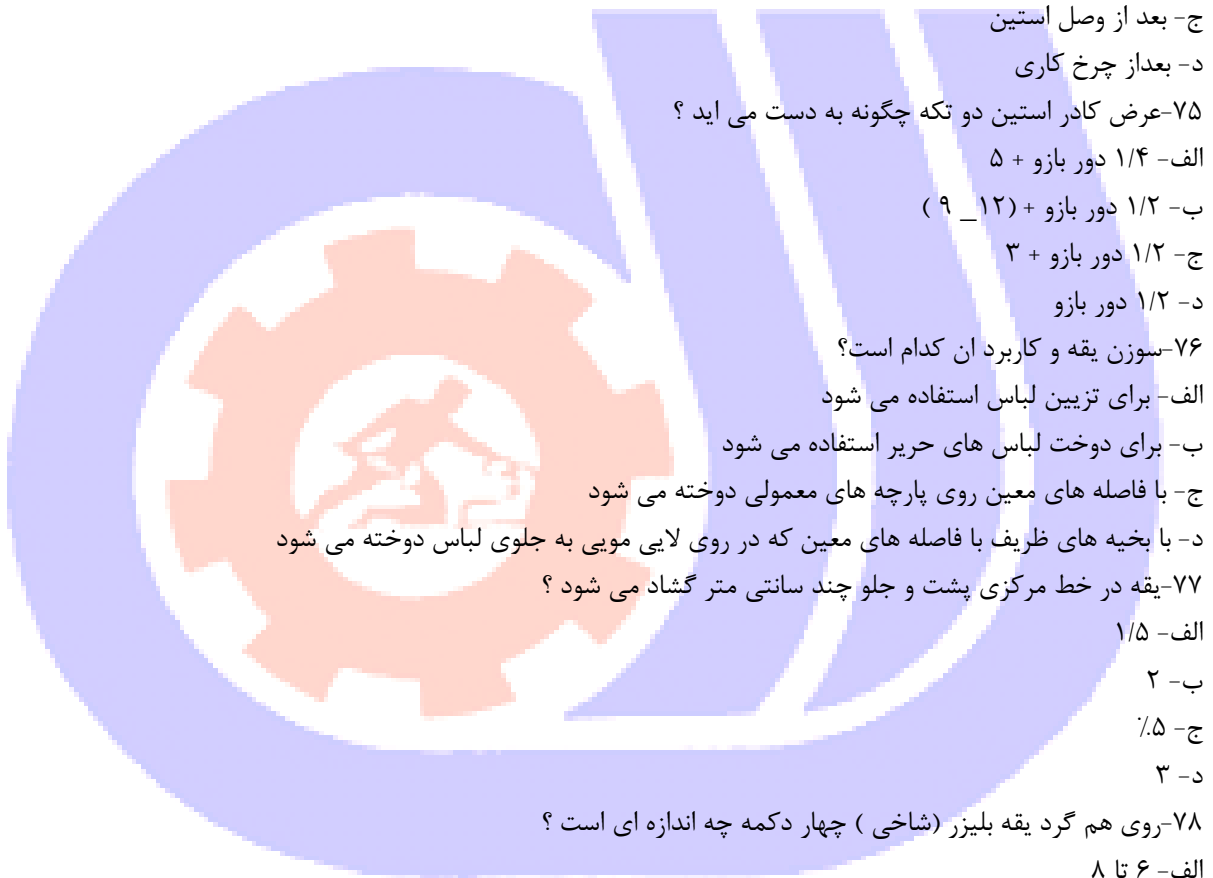 ج- بعد از وصل استین
د- بعداز چرخ کاری
۷۵-عرض کادر استین دو تکه چگونه به دست می اید ؟
الف- ۱/۴ دور بازو + ۵
ب- ۱/۲ دور بازو + (۱۲_ ۹ )
ج- ۱/۲ دور بازو + ۳
د- ۱/۲ دور بازو
۷۶-سوزن یقه و کاربرد ان کدام است؟
الف- برای تزیین لباس استفاده می شود
ب- برای دوخت لباس های حریر استفاده می شود
ج- با فاصله های معین روی پارچه های معمولی دوخته می شود
د- با بخیه های ظریف با فاصله های معین که در روی لایی مویی به جلوی لباس دوخته می شود
۷۷-یقه در خط مرکزی پشت و جلو چند سانتی متر گشاد می شود ؟
الف- ۱/۵
ب- ۲
ج- ۵٪
د- ۳
۷۸-روی هم گرد یقه بلیزر (شاخی ) چهار دکمه چه اندازه ای است ؟
الف- ۶ تا ۸